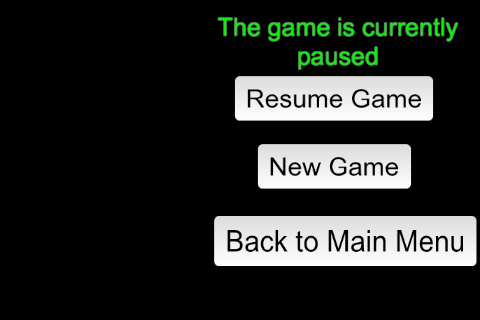 The game is currently
paused
Resume Game
New Game
Back to Main Menu